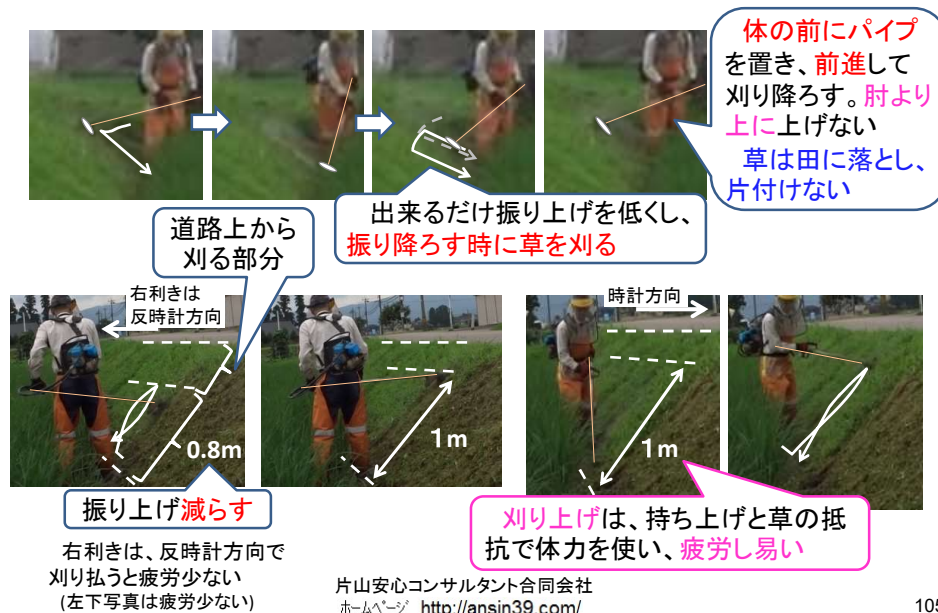 体の前にパイプ
を置き、前進して
刈り降ろす。肘より
上に上げない
草は田に落とし、
片付けない
出来るだけ振り上げを低くし、
振り降ろす時に草を刈る
道路上から
刈る部分
右利きは
反時計方向
0.8m
1m
時計方向
1m
振り上げ減らす
刈り上げは、持ち上げと草の抵
抗で体力を使い、疲労し易い
右利きは、反時計方向で
刈り払うと疲労少ない
(左下写真は疲労少ない)
片山安心コンサルタント合同会社
ホームページ http://ansin39.com/
105